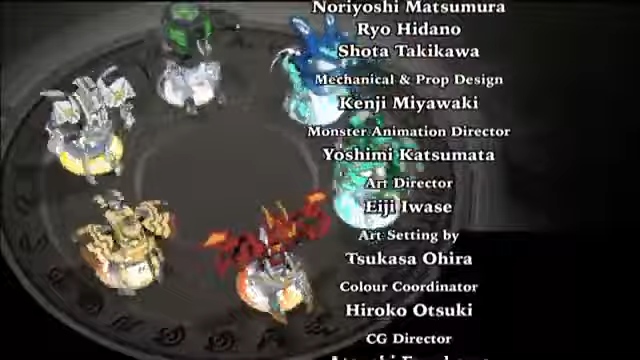 Noriyoshi Matsumura
Ryo Hidano
Shota Takikawa
Mechanical & Prop Design
Kenji Miyawaki
Monster Animation Director
Yoshimi Katsumata
Art Director
Eiji Iwase
Art Setting by
Tsukasa Ohira
Colour Coordinator
Hiroko Otsuki
CG Director